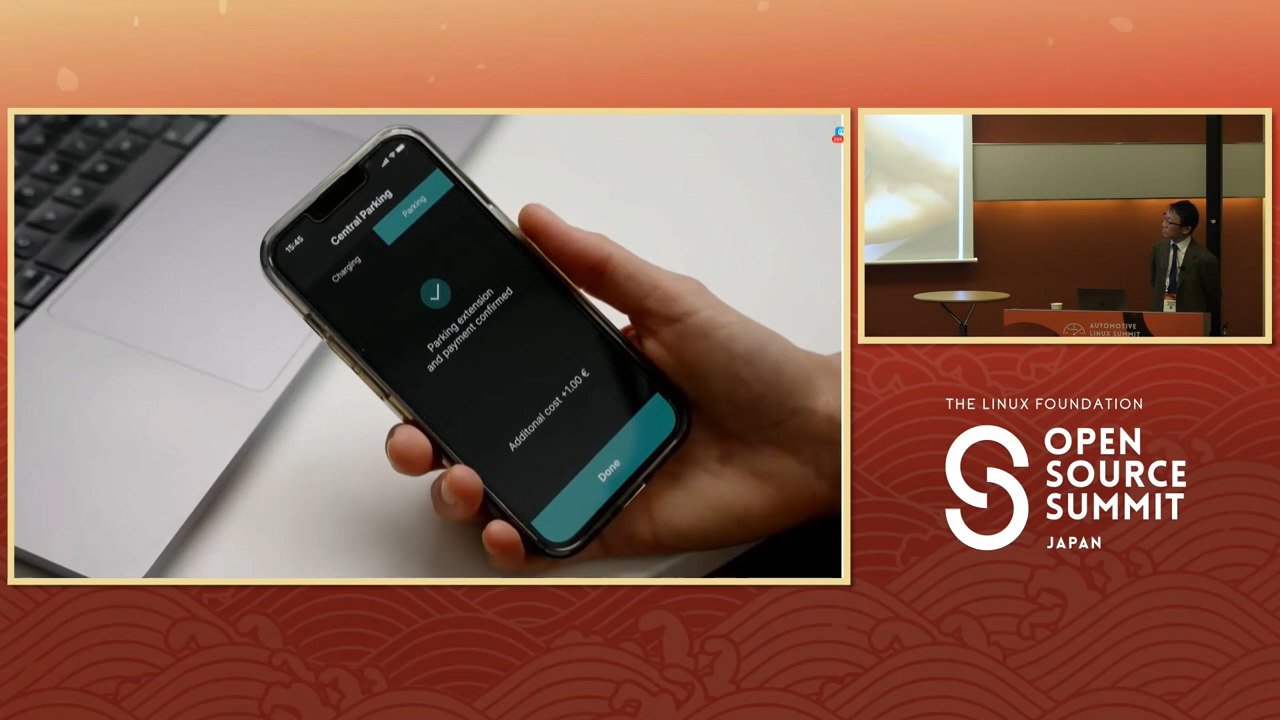 15:45
Central Parking
Charging
Parking
Parking extension
and payment confirmed
Additonal cost +1.00 €
Done
AUTOMOTIVE
LINUX SUMMIT
THE LINUX FOUNDATION
OPEN
SOURCE
SUMMIT
JAPAN